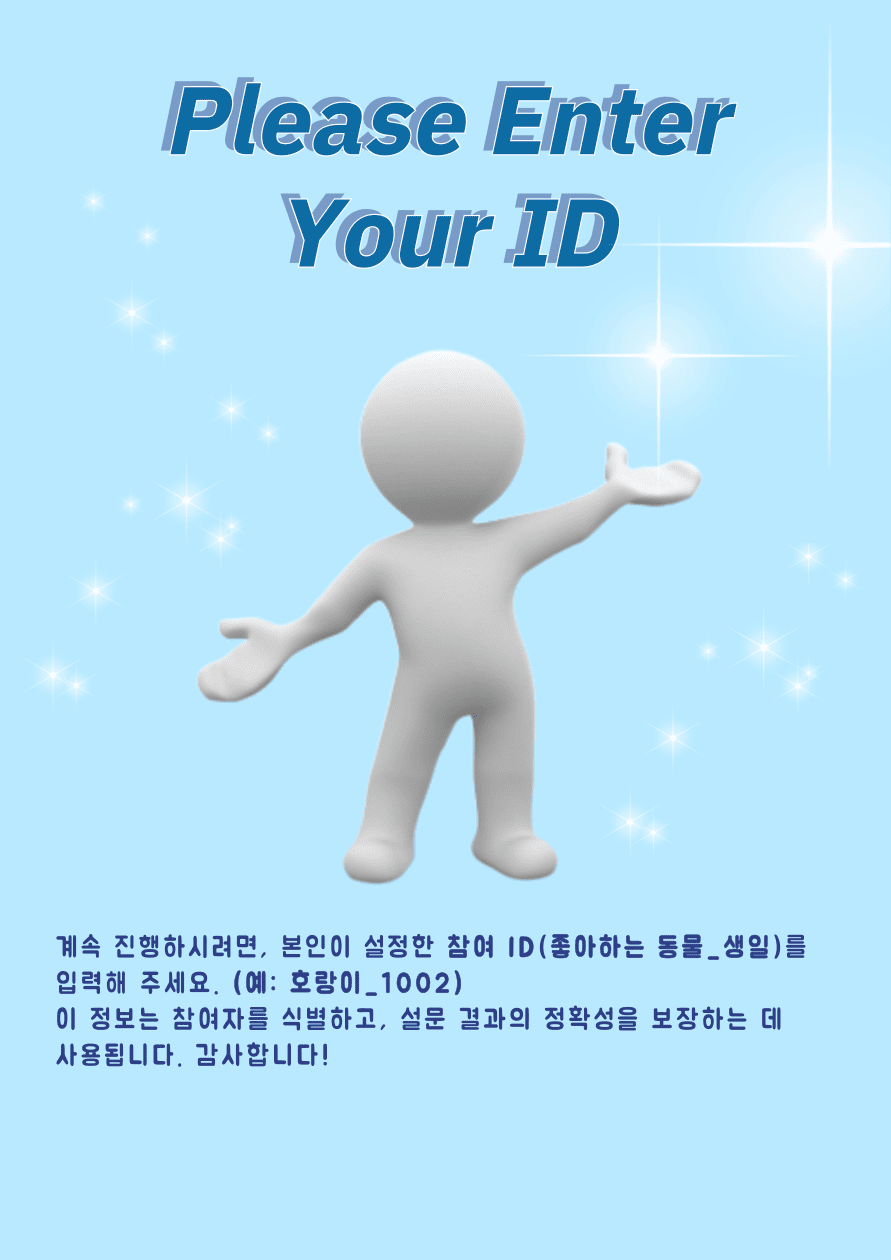 Please Enter
Your ID
계속 진행하시려면, 본인이 설정한 참여 ID(좋아하는 동물_생일)를
입력해 주세요. (예: 호랑이_1002)
이 정보는 참여자를 식별하고, 설문 결과의 정확성을 보장하는 데
사용됩니다. 감사합니다!